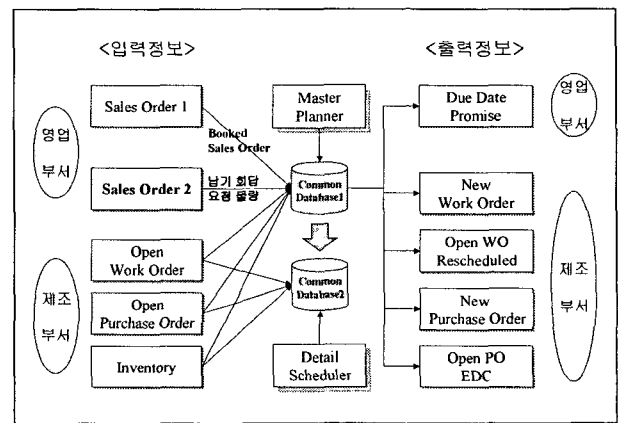 <입력정보>
<출력정보>
영업
부서
Sales Order 1
Booked
Sales Order
Sales Order 2
납기 회답
요청 물량
제조
부서
Open
Work Order
Open
Purchase Order
Inventory
Master
Planner
Common
Database1
Common
Database2
Detail
Scheduler
Due Date
Promise
영업
부서
New
Work Order
Open WO
Rescheduled
New
Purchase Order
Open PO
EDC
제조
부서